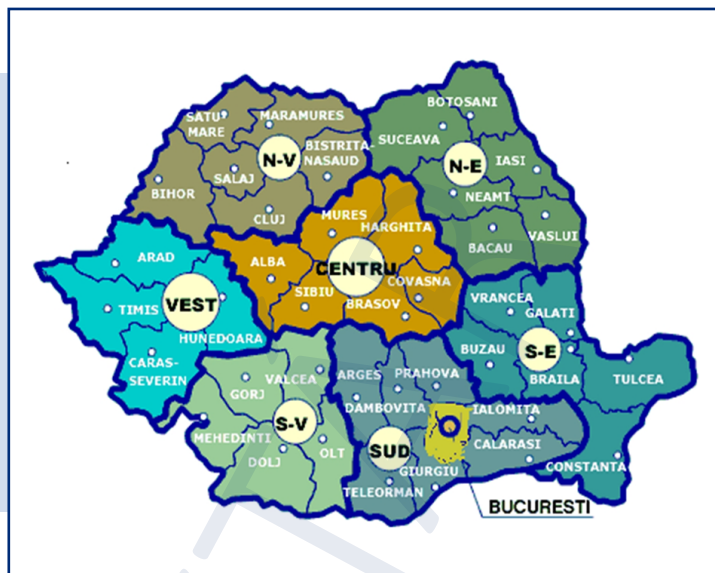 BOTOSANI
SATU
MARE
MARAMURES
SUCEAVA
BISTRITA-
NASAUD
N-V
N-E
IASI
SALAJ
BIHOR
NEAMT
CLUJ
MURES
HARGHITA
BACAU
VASLUI
ARAD
ALBA
CENTRU
COVASNA
SIBIU
BRASOV
VRANCEA
GALATI
TIMIS
VEST
HUNEDOARA
CARAS-
SEVERIN
BUZAU
S-E
BRAILA
TULCEA
GORJ
VALCEA
ARGES
PRAHOVA
DAMBOVITA
IALOMITA
MEHEDINTI
S-V
DOLJ
OLT
SUD
CALARASI
GIURGIU
TELEORMAN
CONSTANTA
BUCURESTI